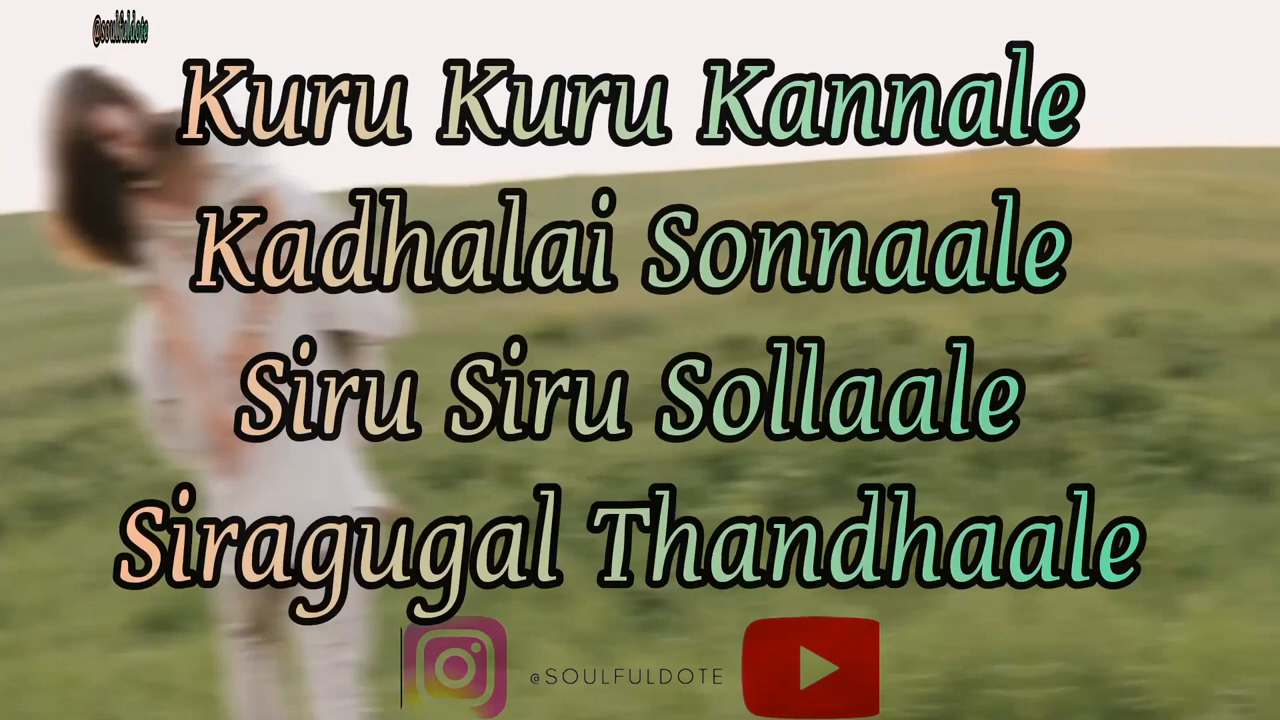 @soulfuldote
Kuru Kuru Kannale
Kadhalai Sonnaale
Siru Siru Sollaale
Siragugal Thandhaale
@SOULFULDOTE